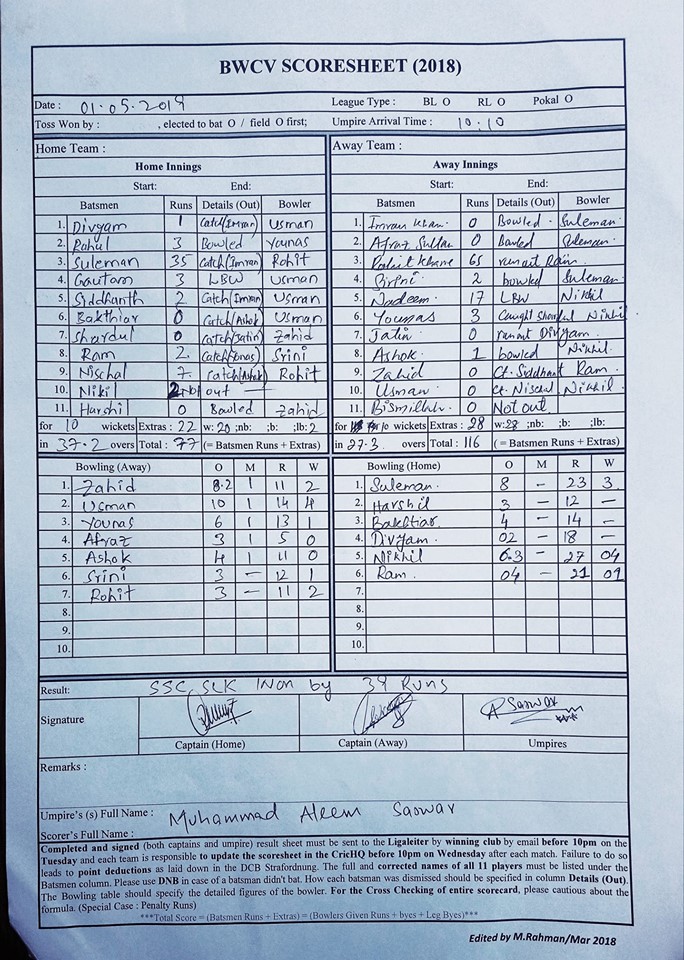 BWCV SCORESHEET (2018)
Date : 01.05.2019 League Type : BL O RL O Pokal O
Toss Won by : , elected to bat O / field O first; Umpire Arrival Time : 10:10
Home Team : Away Team :
Home Innings Away Innings
Start: End: Start: End:
Batsmen Runs Details (Out) Bowler Batsmen Runs Details (Out) Bowler
1. Divyam 1 Catch(Imran) Usman 1. Imran Khan. 0 Bowled. Suleman.
2. Rahul 3 Bowled Younas 2. Afraz Sultan 0 Bowled Suleman.
3. Suleman 35 Catch(Imran) Rohit 3. 65 runout Ram
4. Gautam 3 LBW Usman 4. Srini 2 bowled Suleman
5. Siddhanth 2 Catch(Imran) Usman 5. Nadeem. 17 LBW Nikhil
6. Bakthiar 0 Catch(Ashok) Usman 6. Younas 3 Caught Shardul Nikhil
7. Shardul 0 Catch(Jatin) Zahid 7. Jatin 0 runout Divyam.
8. Ram 2. Catch(Younas) Srini 8. Ashok. 1 bowled Nikhil.
9. Nischal 7. Catch(Ashok) Rohit 9. Zahid 0 Ct. Siddhant Ram.
10. Nikil 2 Not out — 10. Usman 0 Ct. Nischal Nikhil
11. Harshil 0 Bowled Zahid 11. Bismillah 0 Not out
for 10 wickets Extras : 22 w: 20 ;nb: ;b: ;lb: 2 for 10 wickets Extras : 28 w:28 ;nb: ;b: ;lb:
in 37.2 overs Total : 77 (= Batsmen Runs + Extras) in 27.3 overs Total : 116 (= Batsmen Runs + Extras)
Bowling (Away) O M R W Bowling (Home) O M R W
1. Zahid 8.2 1 11 2 1. Suleman. 8 – 23 3
2. Usman 10 1 14 4 2. Harshil 3 – 12 –
3. Younas 6 1 13 1 3. Bakhtiar 4 – 14 –
4. Afraz 3 1 5 0 4. Divyam. 02 – 18 –
5. Ashok 4 1 11 0 5. Nikhil 6.3 – 27 04
6. Srini 3 – 12 1 6. Ram. 04 – 21 01
7. Rohit 3 – 11 2 7.
8. 8.
9. 9.
10. 10.
Result: SSC SLK Won by 39 Runs
Signature A Sarwar
Captain (Home) Captain (Away) Umpires
Remarks :
Umpire's (s) Full Name : Muhammad Aleem Sarwar
Scorer's Full Name :
Completed and signed (both captains and umpire) result sheet must be sent to the Ligaleiter by winning club by email before 10pm on the
Tuesday and each team is responsible to update the scoresheet in the CricHQ before 10pm on Wednesday after each match. Failure to do so
leads to point deductions as laid down in the DCB Strafordnung. The full and corrected names of all 11 players must be listed under the
Batsmen column. Please use DNB in case of a batsman didn't bat. How each batsman was dismissed should be specified in column Details (Out).
The Bowling table should specify the detailed figures of the bowler. For the Cross Checking of entire scorecard, please cautious about the
formula. (Special Case : Penalty Runs)
***Total Score = (Batsmen Runs + Extras) = (Bowlers Given Runs + byes + Leg Byes)***
Edited by M.Rahman/Mar 2018